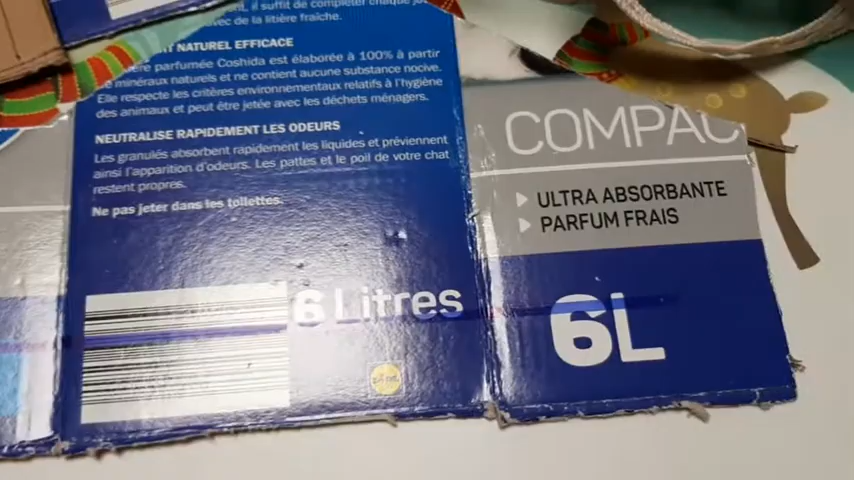 il suffit de compléter chaque
avec de la litière fraîche.
NATUREL EFFICACE
parfumée Coshida est élaborée à 100% à partir
minéraux naturels et ne contient aucune substance nocive.
Elle respecte les critères environnementaux relatifs à l'hygiène
des animaux et peut être jetée avec les déchets ménagers.
NEUTRALISE RAPIDEMENT LES ODEURS
Les granulés absorbent rapidement les liquides et préviennent
ainsi l'apparition d'odeurs. Les pattes et le poil de votre chat
restent propres.
Ne pas jeter dans les toilettes.
6 Litres
COMPAC
ULTRA ABSORBANTE
PARFUM FRAIS
6L